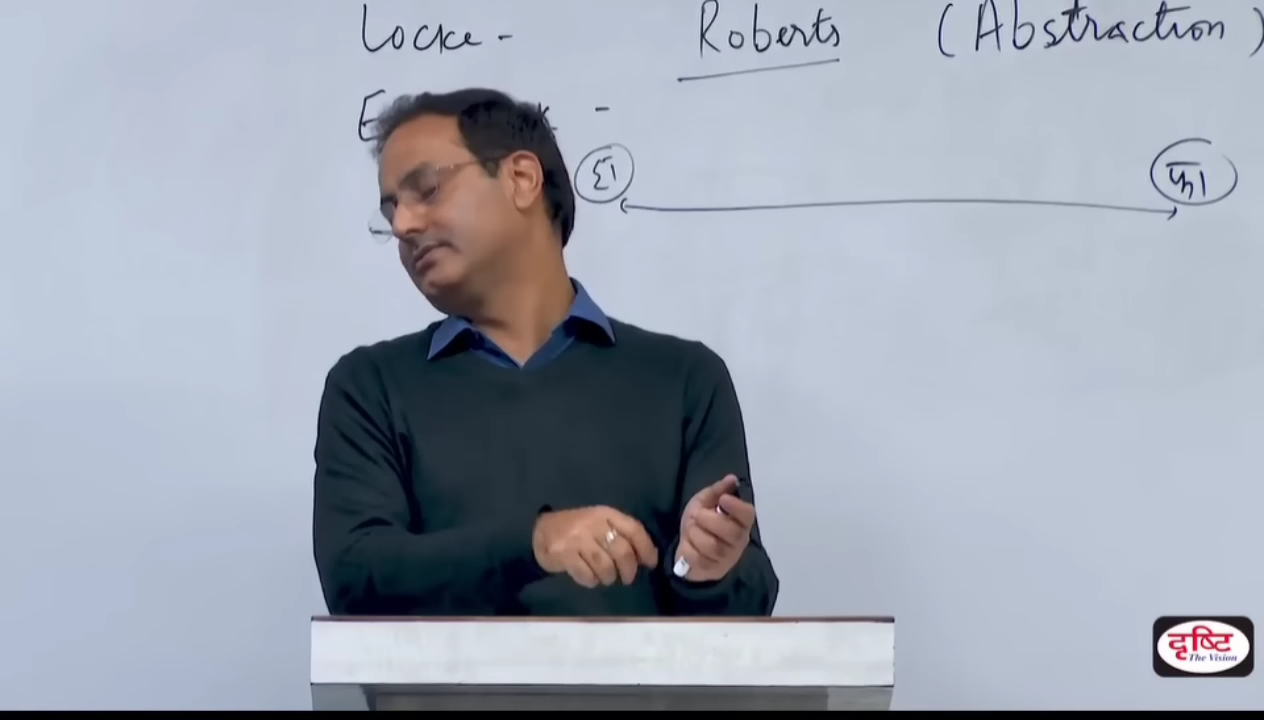 Locke - Roberts (Abstraction)
-
हा फा
दृष्टि
The Vision